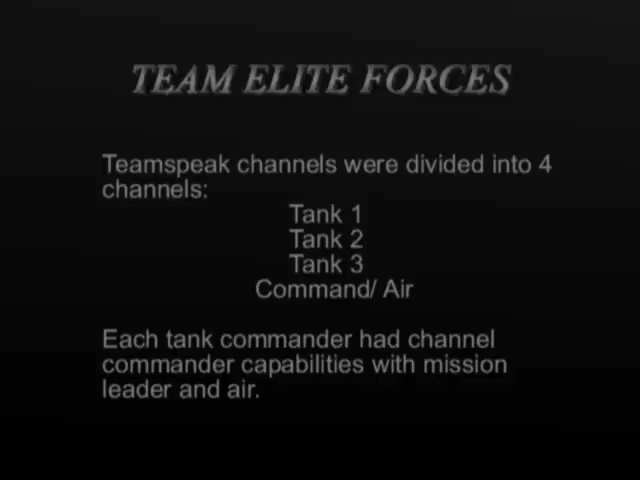 TEAM ELITE FORCES
Teamspeak channels were divided into 4
channels:
Tank 1
Tank 2
Tank 3
Command/ Air
Each tank commander had channel
commander capabilities with mission
leader and air.